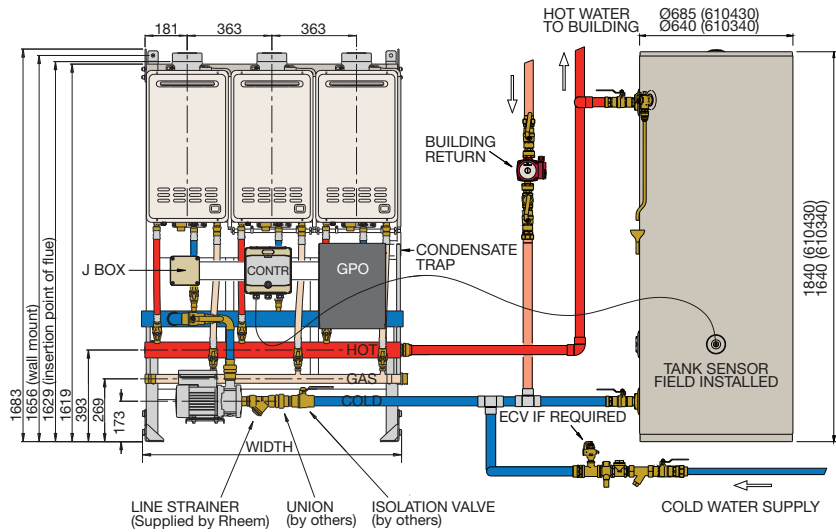 181
363
363
HOT WATER
TO BUILDING
Ø685 (610430)
Ø640 (610340)
BUILDING
RETURN
1683
1656 (wall mount)
1629 (insertion point of flue)
1619
393
269
173
J BOX
CONTR
GPO
CONDENSATE
TRAP
HOT
GAS
COLD
WIDTH
1840 (610430)
1640 (610340)
TANK SENSOR
FIELD INSTALLED
ECV IF REQUIRED
COLD WATER SUPPLY
LINE STRAINER
(Supplied by Rheem)
UNION
(by others)
ISOLATION VALVE
(by others)